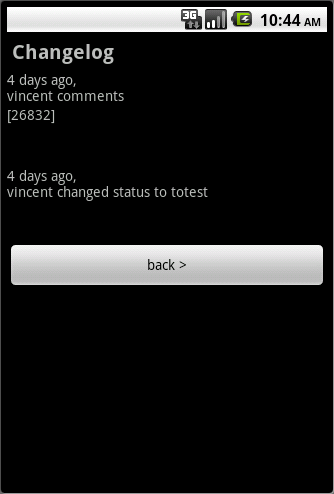 3G 10:44 AM
Changelog
4 days ago,
vincent comments
[26832]
4 days ago,
vincent changed status to totest
back >